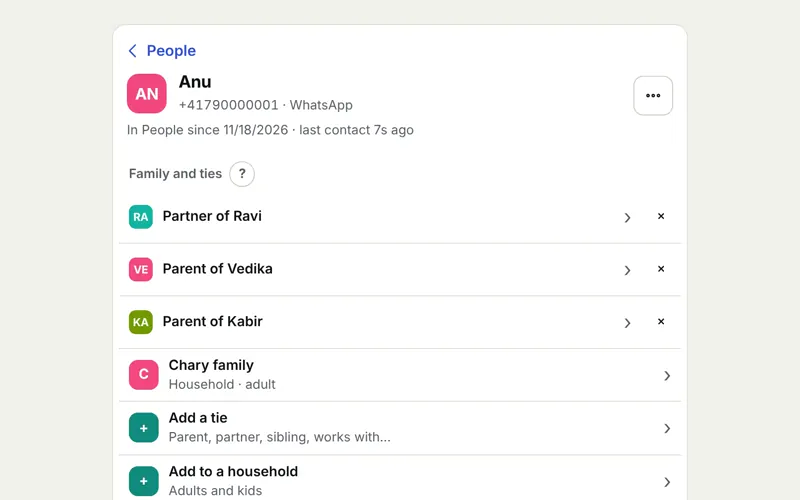 People
AN
Anu
+41790000001 · WhatsApp
•••
In People since 11/18/2026 · last contact 7s ago
Family and ties
?
RA
Partner of Ravi
×
VE
Parent of Vedika
×
KA
Parent of Kabir
×
C
Chary family
Household · adult
+
Add a tie
Parent, partner, sibling, works with...
+
Add to a household
Adults and kids